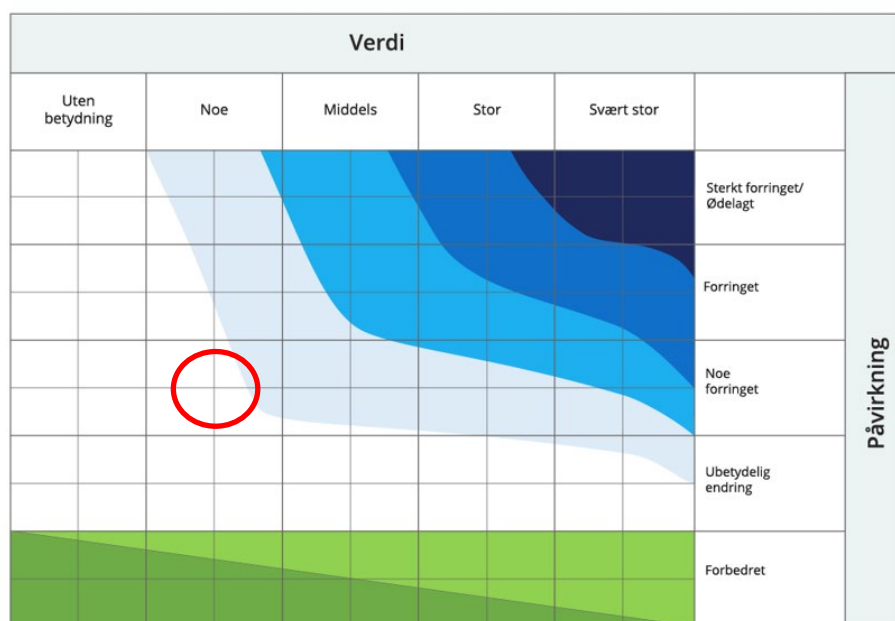 Verdi
Uten
betydning
Noe
Middels
Stor
Svært stor
Sterkt forringet/
Ødelagt
Forringet
Noe
forringet
Ubetydelig
endring
Forbedret
Påvirkning